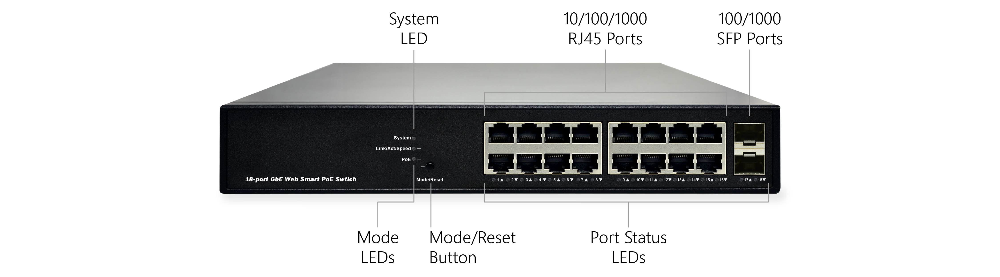 System
LED
10/100/1000
RJ45 Ports
100/1000
SFP Ports
System
Link/Act/Speed
PoE
18-port GbE Web Smart PoE Swtich
Mode/Reset
1▲ 2▼ 3▲ 4▼ 5▲ 6▼ 7▲ 8▼ 9▲ 10▼ 11▲ 12▼ 13▲ 14▼ 15▲ 16▼ 17▲ 18▼
Mode
LEDs
Mode/Reset
Button
Port Status
LEDs